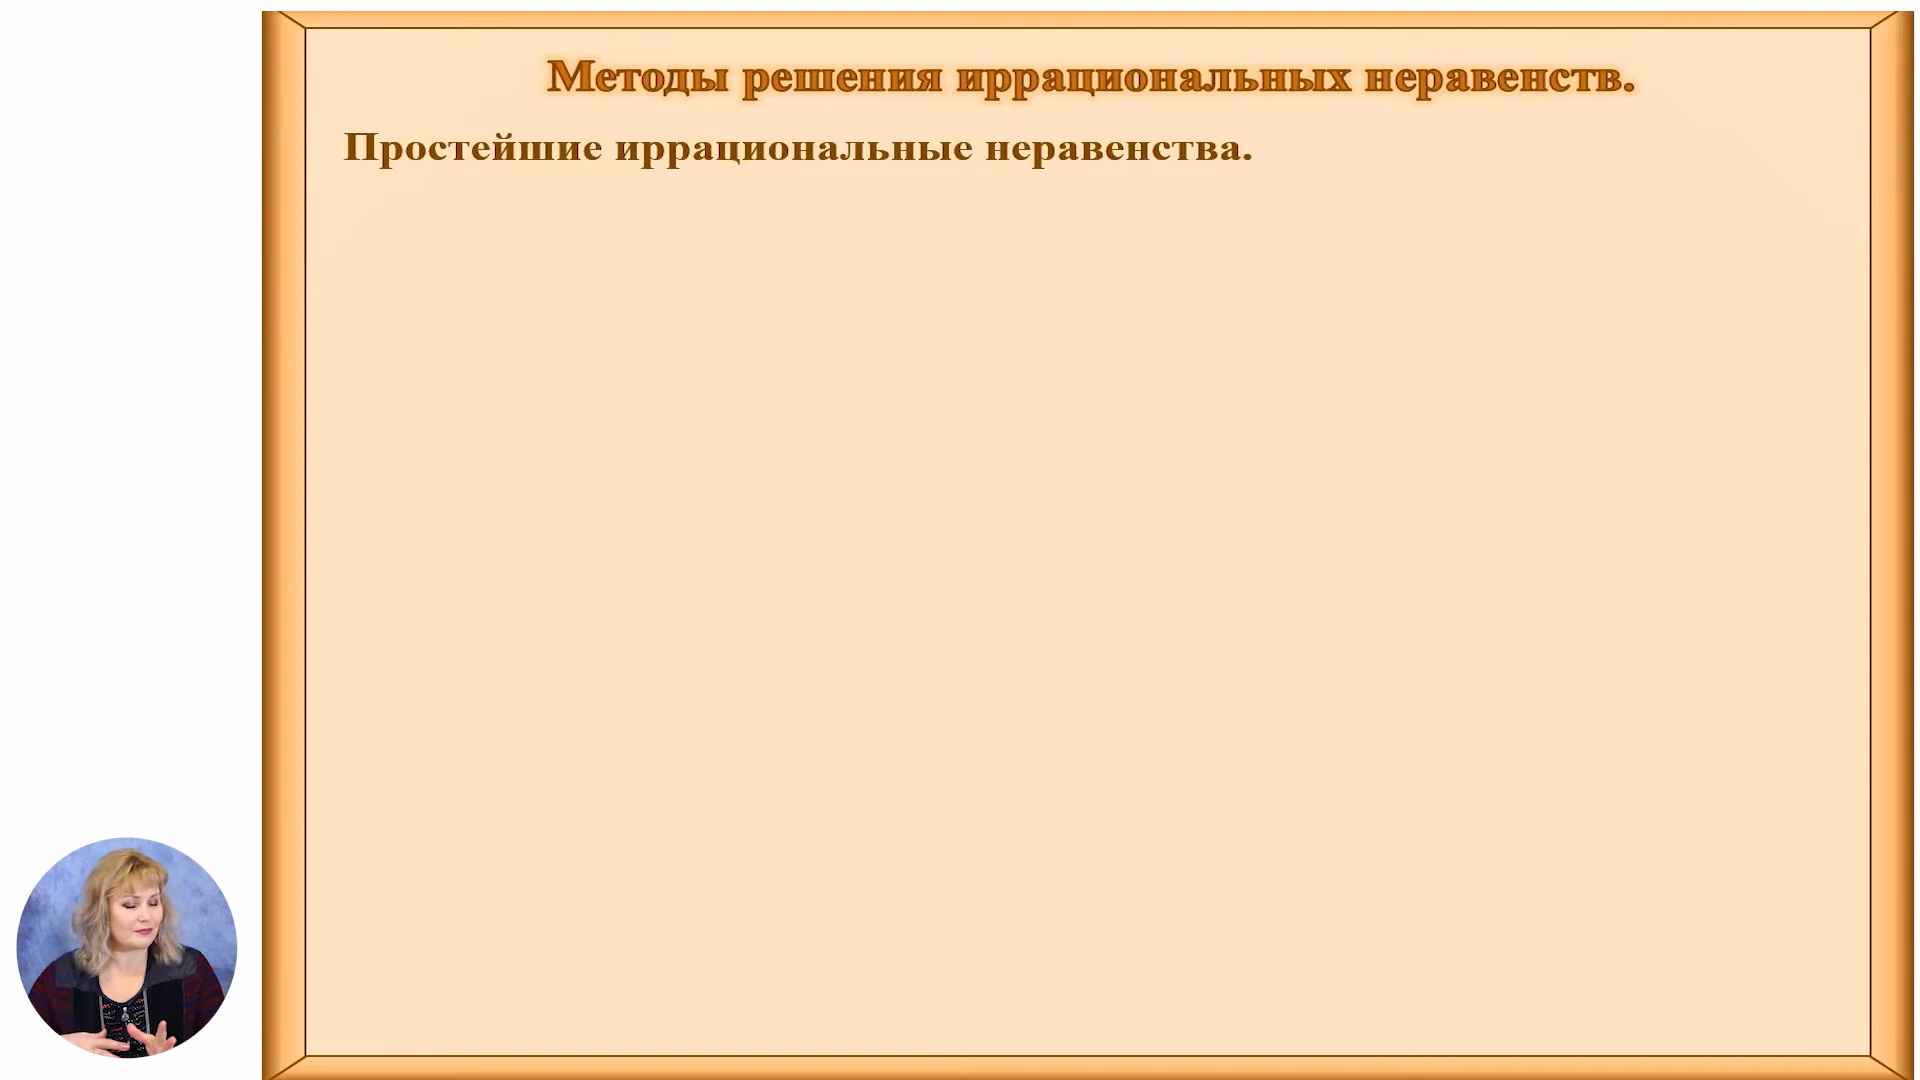 Методы решения иррациональных неравенств.
Простейшие иррациональные неравенства.